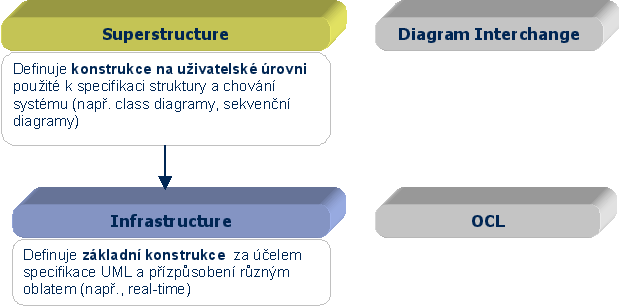 Superstructure
Diagram Interchange
Definuje konstrukce na uživatelské úrovni
použité k specifikaci struktury a chování
systému (např. class diagramy, sekvenční
diagramy)
Infrastructure
OCL
Definuje základní konstrukce za účelem
specifikace UML a přízpůsobení různým
oblatem (např., real-time)